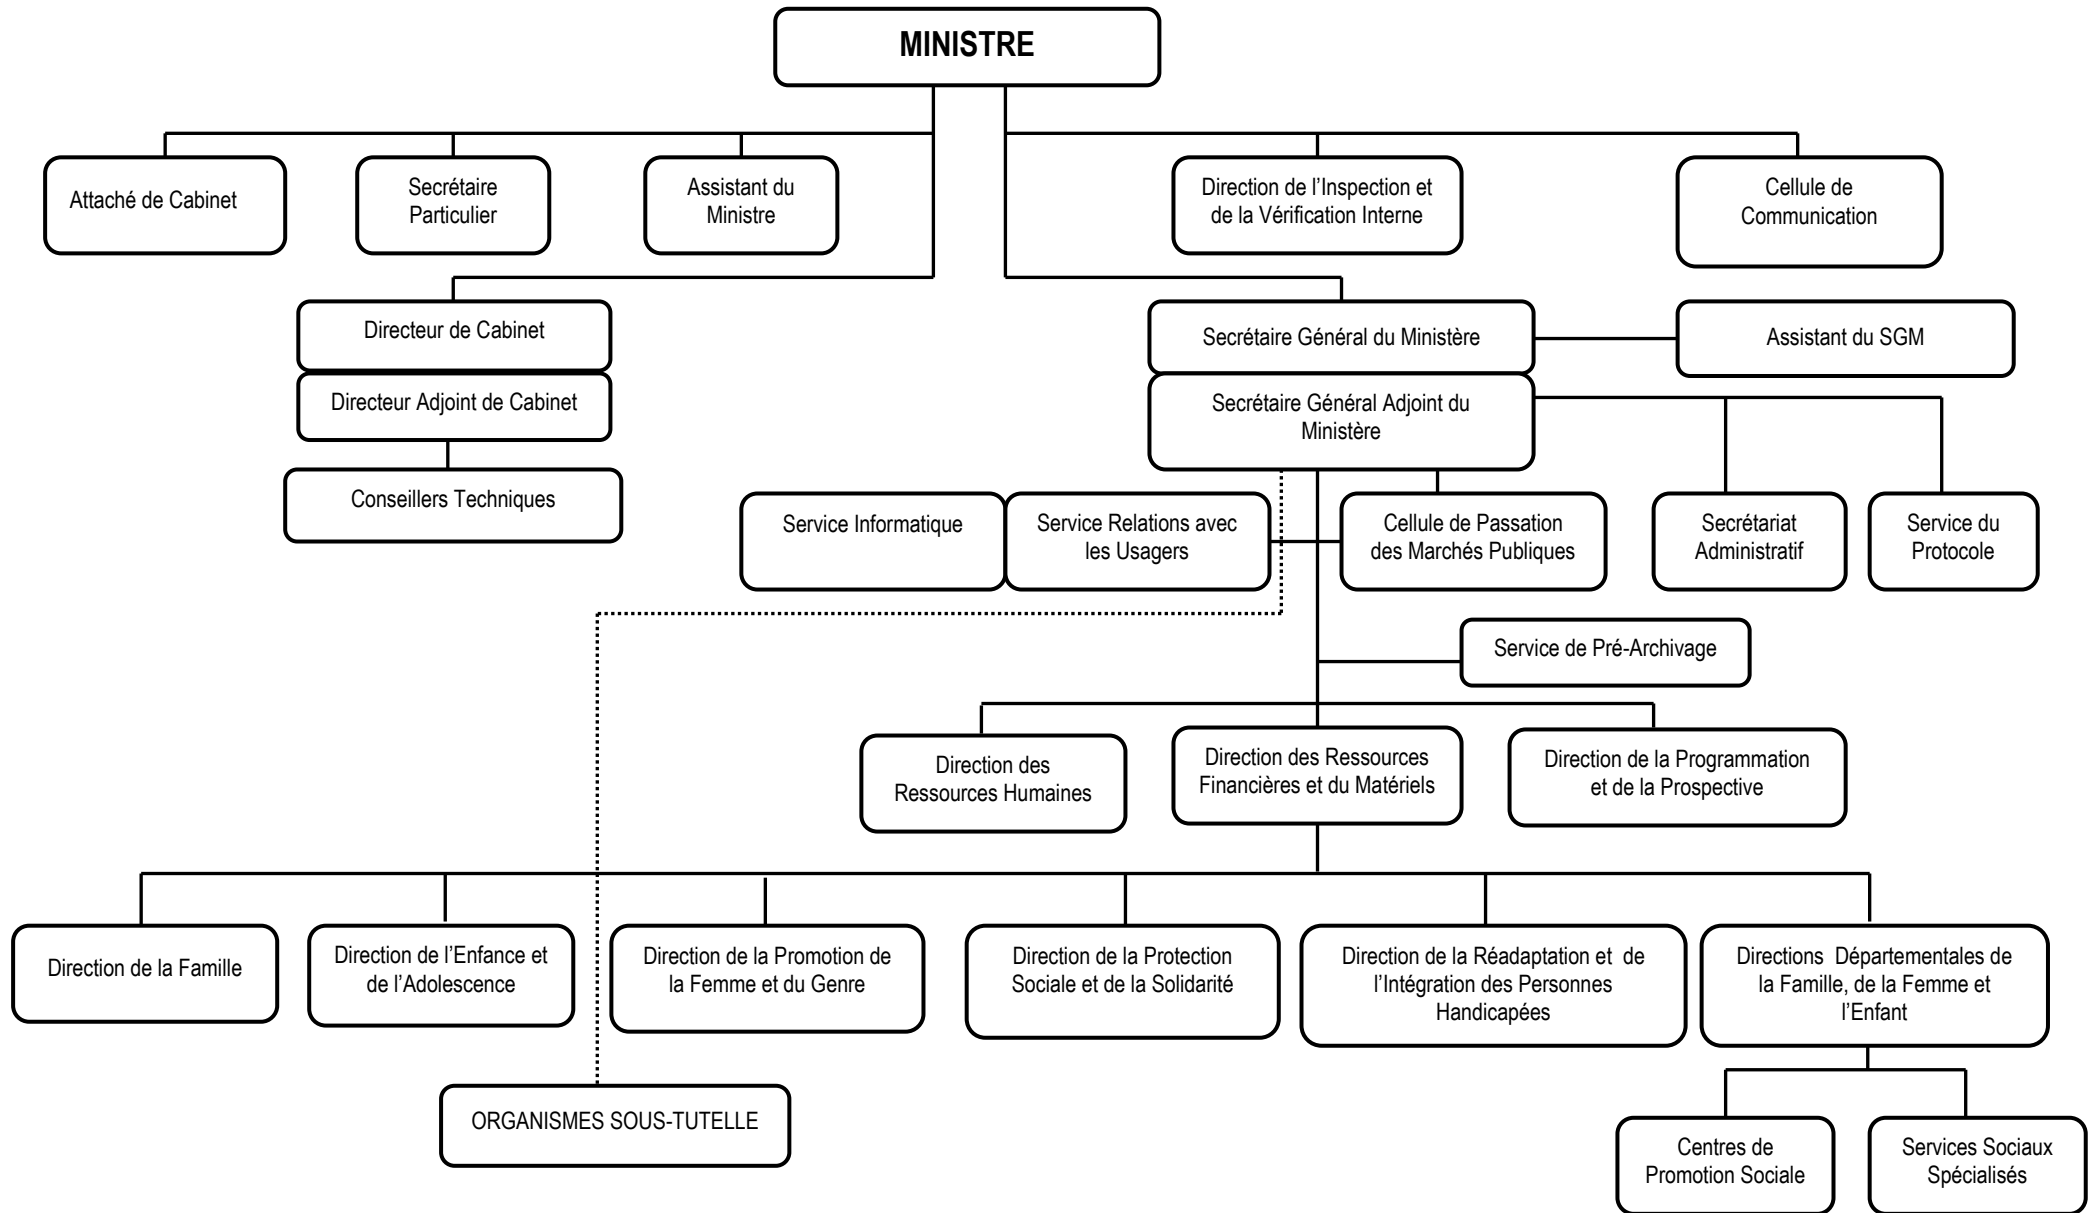 MINISTRE
Attaché de Cabinet
Secrétaire
Particulier
Assistant du
Ministre
Direction de l’Inspection et
de la Vérification Interne
Cellule de
Communication
Directeur de Cabinet
Directeur Adjoint de Cabinet
Conseillers Techniques
Secrétaire Général du Ministère
Assistant du SGM
Secrétaire Général Adjoint du
Ministère
Service Informatique
Service Relations avec
les Usagers
Cellule de Passation
des Marchés Publiques
Secrétariat
Administratif
Service du
Protocole
Service de Pré-Archivage
Direction des
Ressources Humaines
Direction des Ressources
Financières et du Matériels
Direction de la Programmation
et de la Prospective
Direction de la Famille
Direction de l’Enfance et
de l’Adolescence
Direction de la Promotion de
la Femme et du Genre
Direction de la Protection
Sociale et de la Solidarité
Direction de la Réadaptation et  de
l’Intégration des Personnes
Handicapées
Directions  Départementales de
la Famille, de la Femme et
l’Enfant
ORGANISMES SOUS-TUTELLE
Centres de
Promotion Sociale
Services Sociaux
Spécialisés